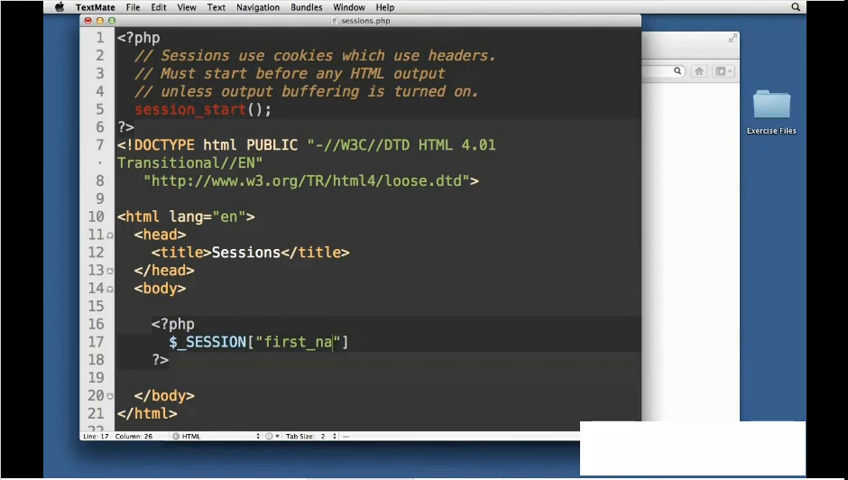 TextMate File Edit View Text Navigation Bundles Window Help
sessions.php
1 <?php
2 // Sessions use cookies which use headers.
3 // Must start before any HTML output
4 // unless output buffering is turned on.
5 session_start();
6 ?>
7 <!DOCTYPE html PUBLIC "-//W3C//DTD HTML 4.01
· Transitional//EN"
8 "http://www.w3.org/TR/html4/loose.dtd">
9
10 <html lang="en">
11 <head>
12 <title>Sessions</title>
13 </head>
14 <body>
15
16 <?php
17 $_SESSION["first_na"]
18 ?>
19
20 </body>
21 </html>
22
Exercise Files
Line: 17 Column: 26 HTML Tab Size: 2 —